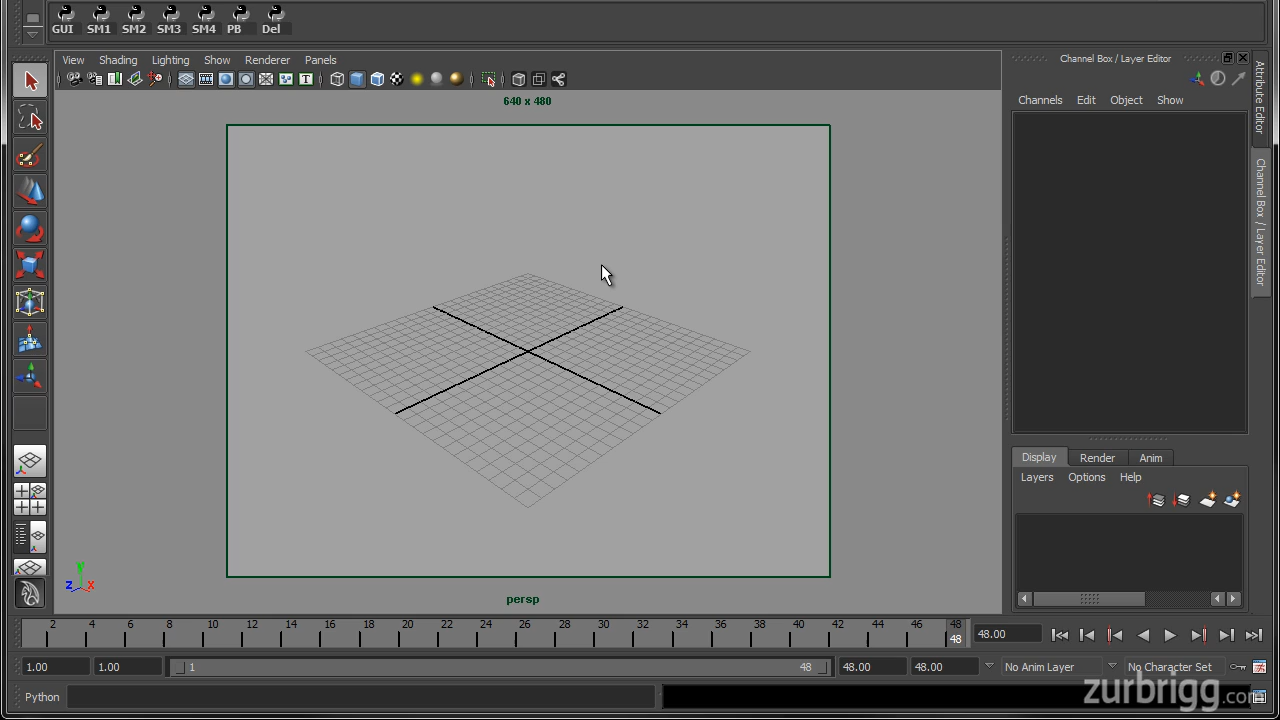 GUI SM1 SM2 SM3 SM4 PB Del
View Shading Lighting Show Renderer Panels
Channel Box / Layer Editor
640 x 480
Channels Edit Object Show
Attribute Editor
Channel Box / Layer Editor
T
Display Render Anim
Layers Options Help
y
z x
persp
2 4 6 8 10 12 14 16 18 20 22 24 26 28 30 32 34 36 38 40 42 44 46 48
48
48.00
1.00 1.00 1 48 48.00 48.00 No Anim Layer No Character Set
Python
zurbrigg.com